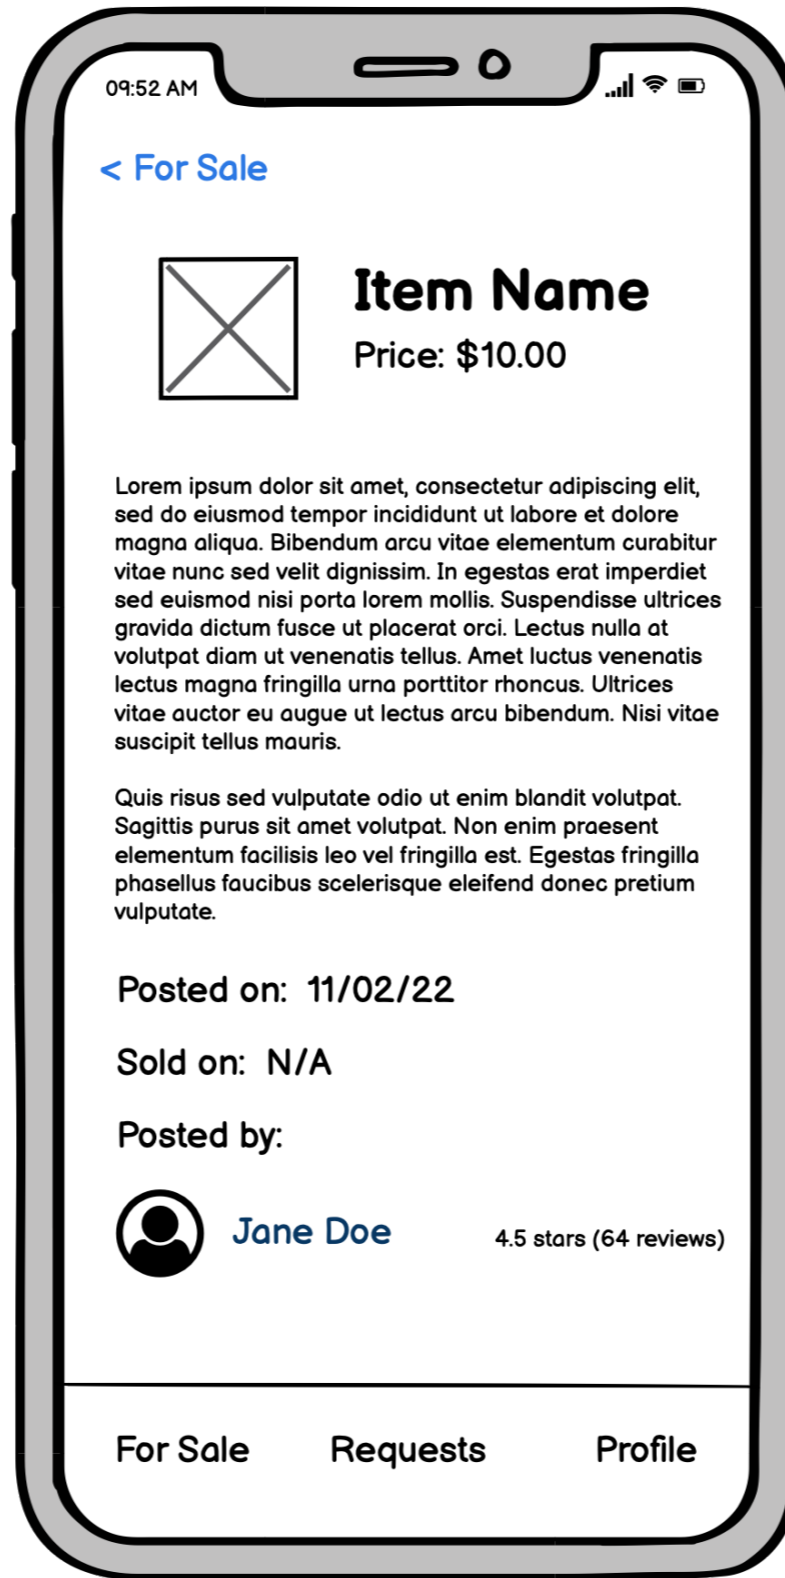 09:52 AM
< For Sale
Item Name
Price: $10.00
Lorem ipsum dolor sit amet, consectetur adipiscing elit,
sed do eiusmod tempor incididunt ut labore et dolore
magna aliqua. Bibendum arcu vitae elementum curabitur
vitae nunc sed velit dignissim. In egestas erat imperdiet
sed euismod nisi porta lorem mollis. Suspendisse ultrices
gravida dictum fusce ut placerat orci. Lectus nulla at
volutpat diam ut venenatis tellus. Amet luctus venenatis
lectus magna fringilla urna porttitor rhoncus. Ultrices
vitae auctor eu augue ut lectus arcu bibendum. Nisi vitae
suscipit tellus mauris.
Quis risus sed vulputate odio ut enim blandit volutpat.
Sagittis purus sit amet volutpat. Non enim praesent
elementum facilisis leo vel fringilla est. Egestas fringilla
phasellus faucibus scelerisque eleifend donec pretium
vulputate.
Posted on: 11/02/22
Sold on: N/A
Posted by:
Jane Doe
4.5 stars (64 reviews)
For Sale Requests Profile